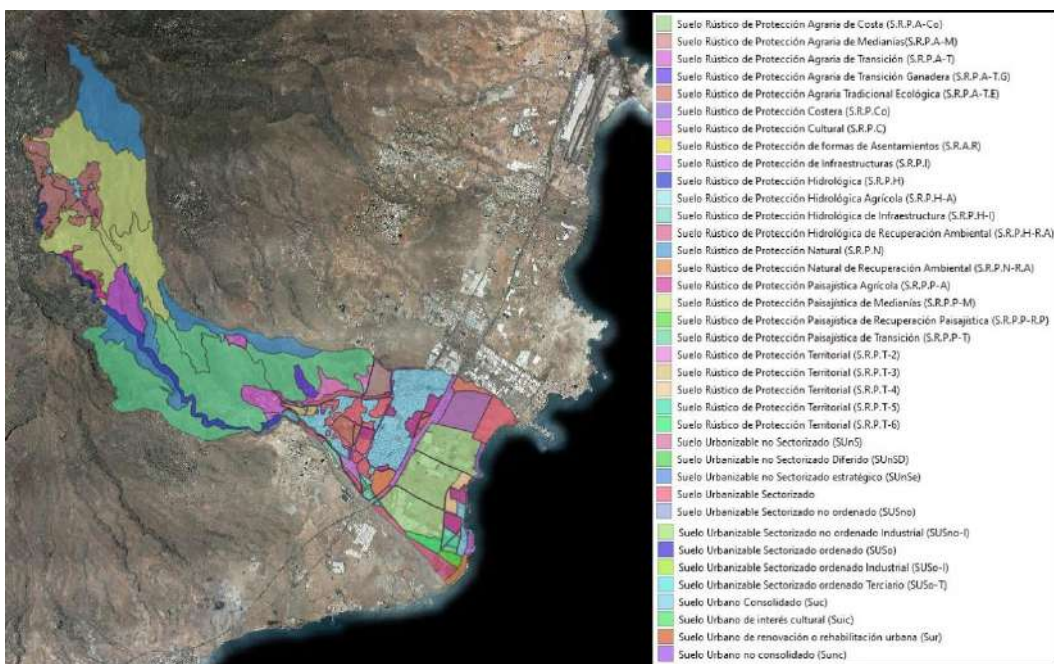 Suelo Rústico de Protección Agraria de Costa (S.R.P.A-Co)
Suelo Rústico de Protección Agraria de Medianías(S.R.P.A-M)
Suelo Rústico de Protección Agraria de Transición (S.R.P.A-T)
Suelo Rústico de Protección Agraria de Transición Ganadera (S.R.P.A-T.G)
Suelo Rústico de Protección Agraria Tradicional Ecológica (S.R.P.A-T.E)
Suelo Rústico de Protección Costera (S.R.P.Co)
Suelo Rústico de Protección Cultural (S.R.P.C)
Suelo Rústico de Protección de formas de Asentamientos (S.R.A.R)
Suelo Rústico de Protección de Infraestructuras (S.R.P.I)
Suelo Rústico de Protección Hidrológica (S.R.P.H)
Suelo Rústico de Protección Hidrológica Agrícola (S.R.P.H-A)
Suelo Rústico de Protección Hidrológica de Infraestructura (S.R.P.H-I)
Suelo Rústico de Protección Hidrológica de Recuperación Ambiental (S.R.P.H-R.A)
Suelo Rústico de Protección Natural (S.R.P.N)
Suelo Rústico de Protección Natural de Recuperación Ambiental (S.R.P.N-R.A)
Suelo Rústico de Protección Paisajística Agrícola (S.R.P.P-A)
Suelo Rústico de Protección Paisajística de Medianías (S.R.P.P-M)
Suelo Rústico de Protección Paisajística de Recuperación Paisajística (S.R.P.P-R.P)
Suelo Rústico de Protección Paisajística de Transición (S.R.P.P-T)
Suelo Rústico de Protección Territorial (S.R.P.T-2)
Suelo Rústico de Protección Territorial (S.R.P.T-3)
Suelo Rústico de Protección Territorial (S.R.P.T-4)
Suelo Rústico de Protección Territorial (S.R.P.T-5)
Suelo Rústico de Protección Territorial (S.R.P.T-6)
Suelo Urbanizable no Sectorizado (SUnS)
Suelo Urbanizable no Sectorizado Diferido (SUnSD)
Suelo Urbanizable no Sectorizado estratégico (SUnSe)
Suelo Urbanizable Sectorizado
Suelo Urbanizable Sectorizado no ordenado (SUSno)
Suelo Urbanizable Sectorizado no ordenado Industrial (SUSno-I)
Suelo Urbanizable Sectorizado ordenado (SUSo)
Suelo Urbanizable Sectorizado ordenado Industrial (SUSo-I)
Suelo Urbanizable Sectorizado ordenado Terciario (SUSo-T)
Suelo Urbano Consolidado (Suc)
Suelo Urbano de interés cultural (Suic)
Suelo Urbano de renovación o rehabilitación urbana (Sur)
Suelo Urbano no consolidado (Sunc)